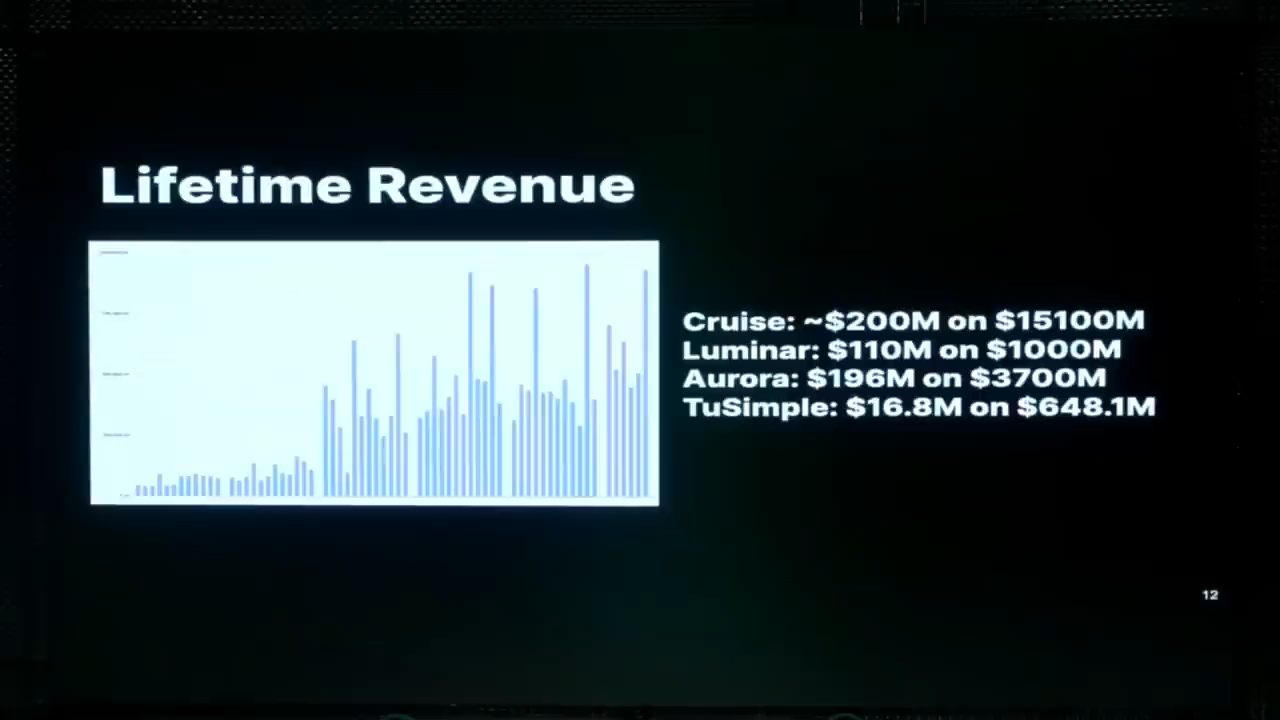 Lifetime Revenue
Cruise: ~$200M on $15100M
Luminar: $110M on $1000M
Aurora: $196M on $3700M
TuSimple: $16.8M on $648.1M
12